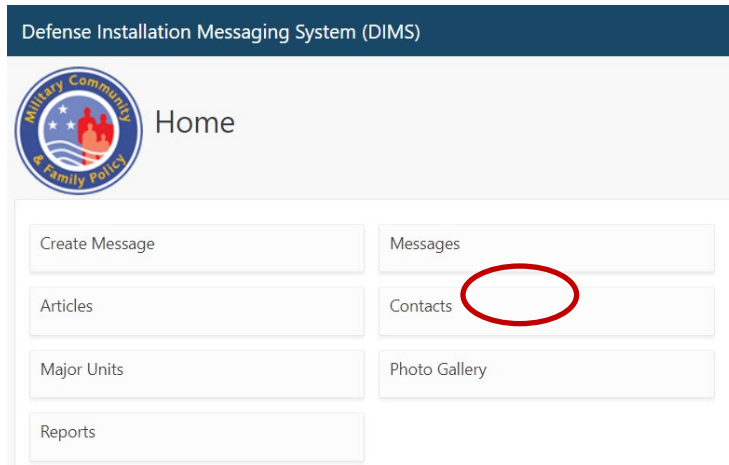 Defense Installation Messaging System (DIMS)
Military Community
& Family Policy
Home
Create Message
Messages
Articles
Contacts
Major Units
Photo Gallery
Reports